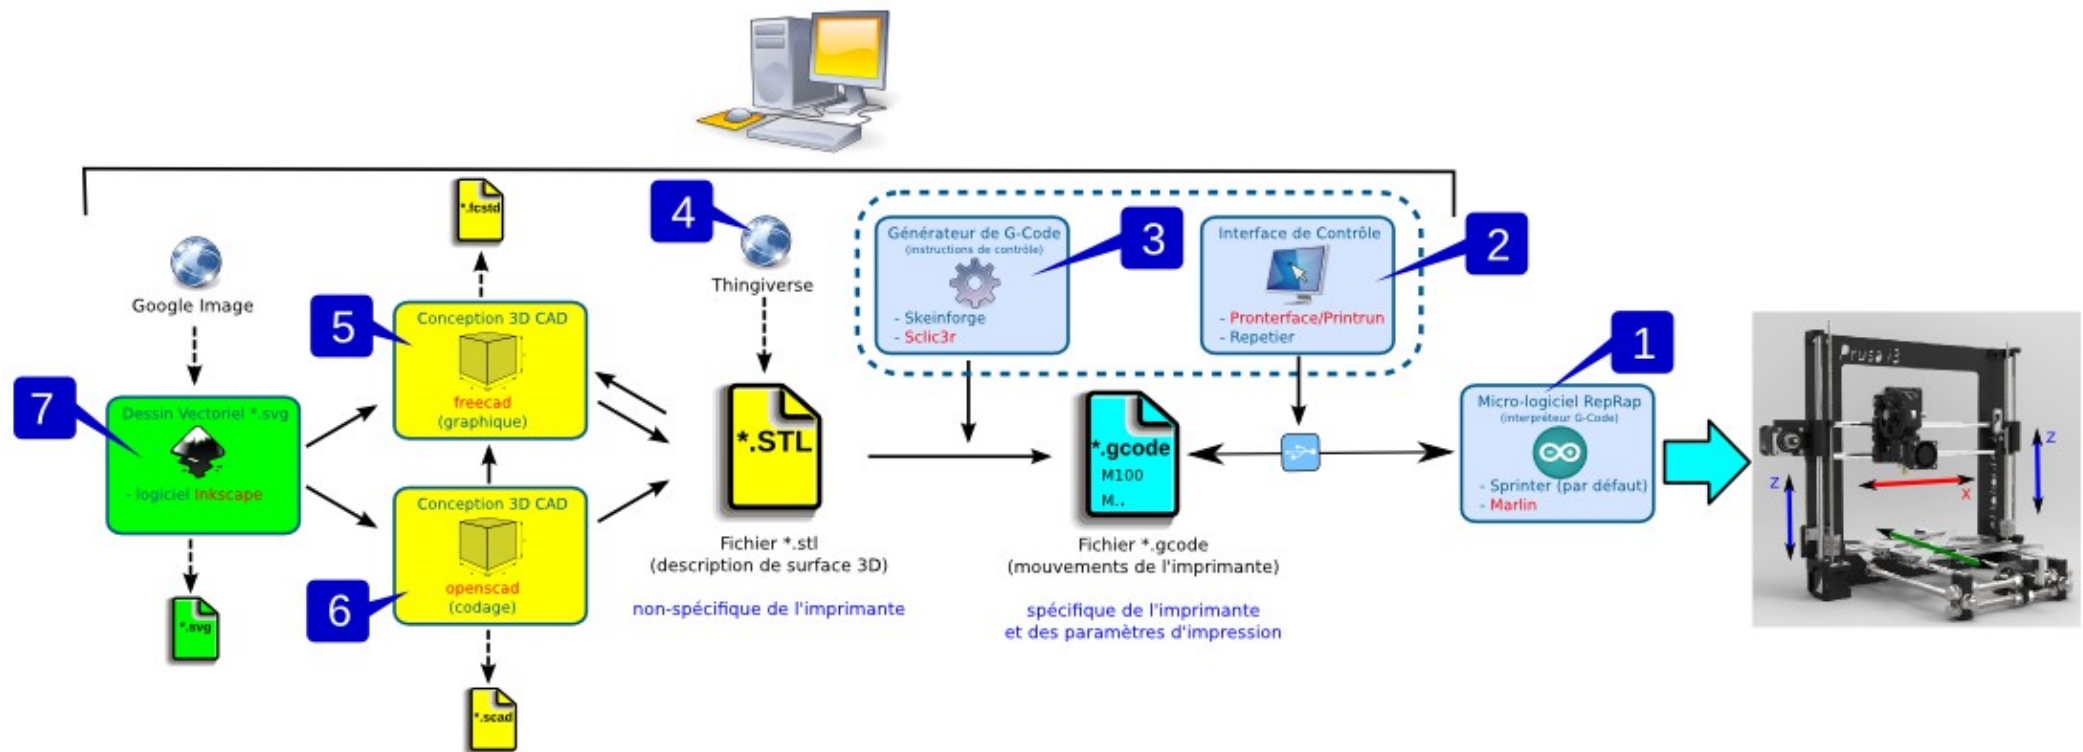 *.fcstd
4
Générateur de G-Code
(instructions de contrôle)
- Skeinforge
- Sclic3r
3
Interface de Contrôle
- Pronterface/Printrun
- Repetier
2
Google Image
Thingiverse
5
Conception 3D CAD
freecad
(graphique)
1
Micro-logiciel RepRap
(interpréteur G-Code)
- Sprinter (par défaut)
- Marlin
Prusa i3
Z
Z
X
7
Dessin Vectoriel *.svg
- logiciel Inkscape
*.STL
*.gcode
M100
M..
6
Conception 3D CAD
openscad
(codage)
Fichier *.stl
(description de surface 3D)
non-spécifique de l'imprimante
Fichier *.gcode
(mouvements de l'imprimante)
spécifique de l'imprimante
et des paramètres d'impression
*.svg
*.scad